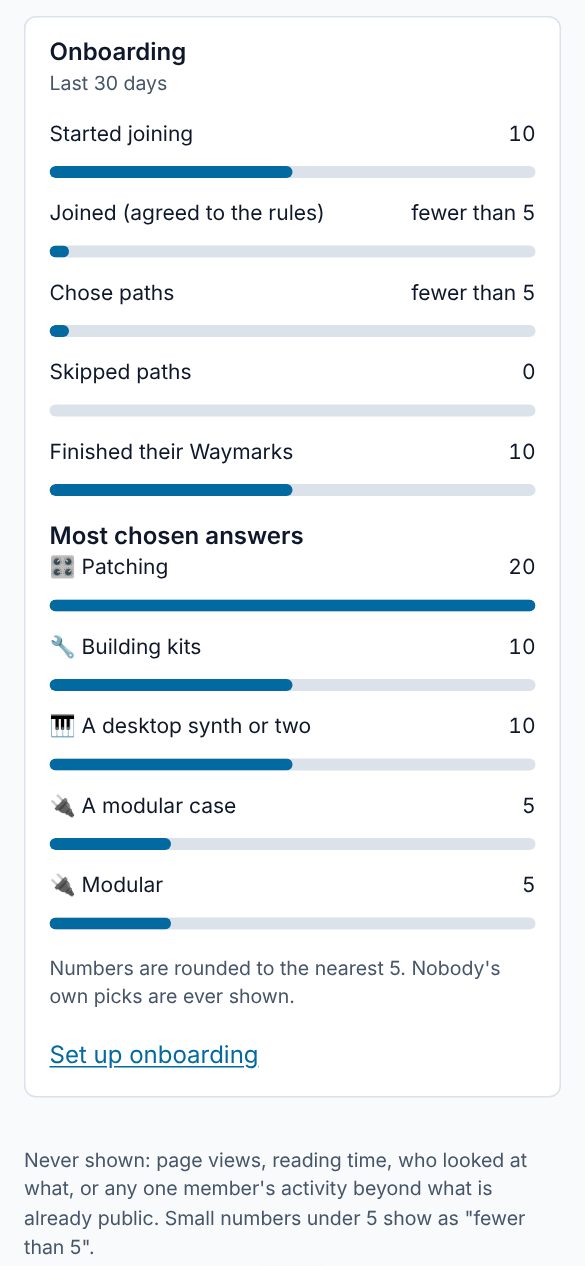 Onboarding
Last 30 days
Started joining 10
Joined (agreed to the rules) fewer than 5
Chose paths fewer than 5
Skipped paths 0
Finished their Waymarks 10
Most chosen answers
🎛️ Patching 20
🔧 Building kits 10
🎹 A desktop synth or two 10
🔌 A modular case 5
🔌 Modular 5
Numbers are rounded to the nearest 5. Nobody's
own picks are ever shown.
Set up onboarding
Never shown: page views, reading time, who looked at
what, or any one member's activity beyond what is
already public. Small numbers under 5 show as "fewer
than 5".